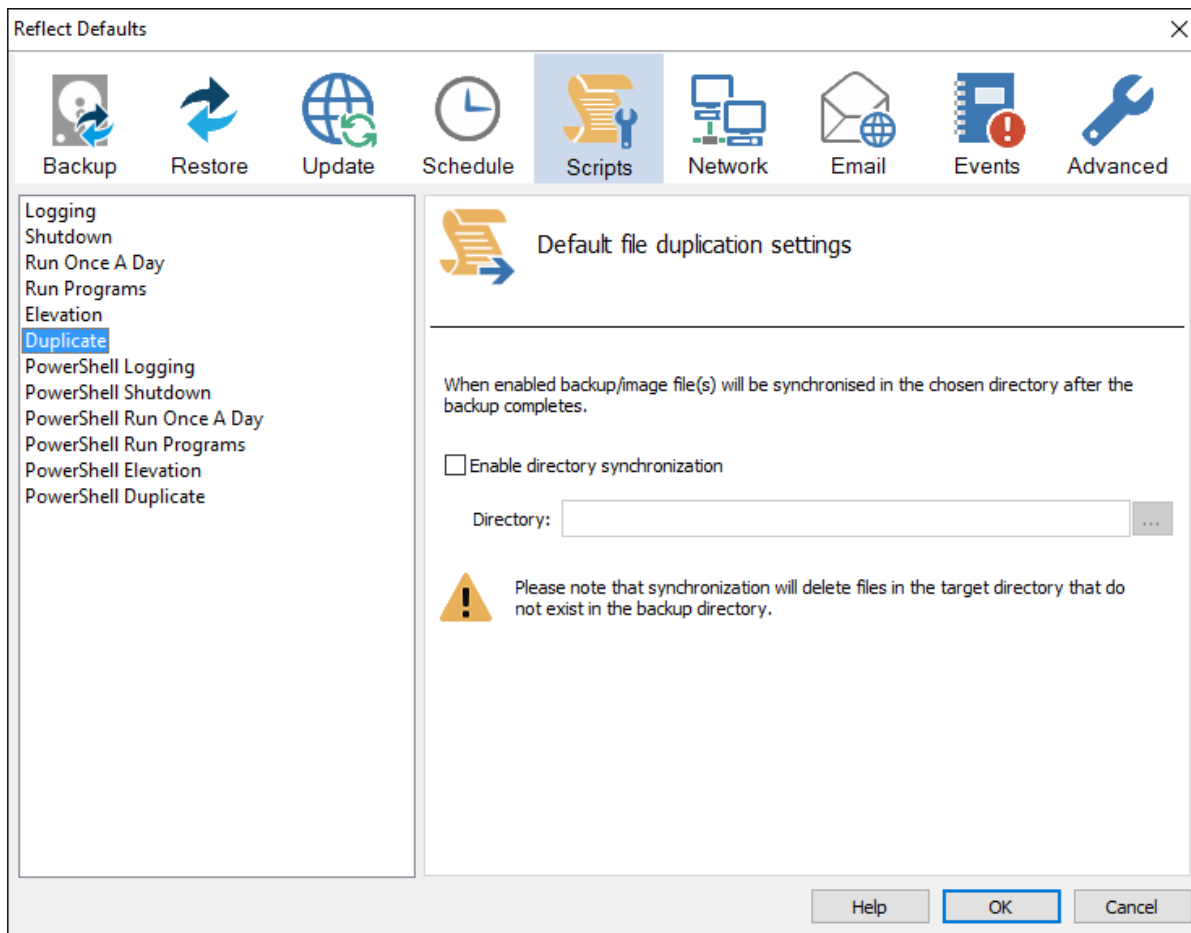 Reflect Defaults
Backup
Restore
Update
Schedule
Scripts
Network
Email
Events
Advanced
Logging
Shutdown
Run Once A Day
Run Programs
Elevation
Duplicate
PowerShell Logging
PowerShell Shutdown
PowerShell Run Once A Day
PowerShell Run Programs
PowerShell Elevation
PowerShell Duplicate
Default file duplication settings
When enabled backup/image file(s) will be synchronised in the chosen directory after the
backup completes.
Enable directory synchronization
Directory:
...
Please note that synchronization will delete files in the target directory that do
not exist in the backup directory.
Help
OK
Cancel